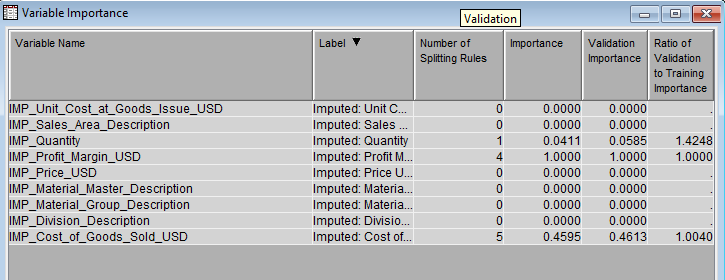 Variable Importance
Validation
Variable Name Label ▼ Number of Splitting Rules Importance Validation Importance Ratio of Validation to Training Importance
IMP_Unit_Cost_at_Goods_Issue_USD Imputed: Unit C... 0 0.0000 0.0000 .
IMP_Sales_Area_Description Imputed: Sales ... 0 0.0000 0.0000 .
IMP_Quantity Imputed: Quantity 1 0.0411 0.0585 1.4248
IMP_Profit_Margin_USD Imputed: Profit M... 4 1.0000 1.0000 1.0000
IMP_Price_USD Imputed: Price U... 0 0.0000 0.0000 .
IMP_Material_Master_Description Imputed: Materia... 0 0.0000 0.0000 .
IMP_Material_Group_Description Imputed: Materia... 0 0.0000 0.0000 .
IMP_Division_Description Imputed: Divisio... 0 0.0000 0.0000 .
IMP_Cost_of_Goods_Sold_USD Imputed: Cost of... 5 0.4595 0.4613 1.0040